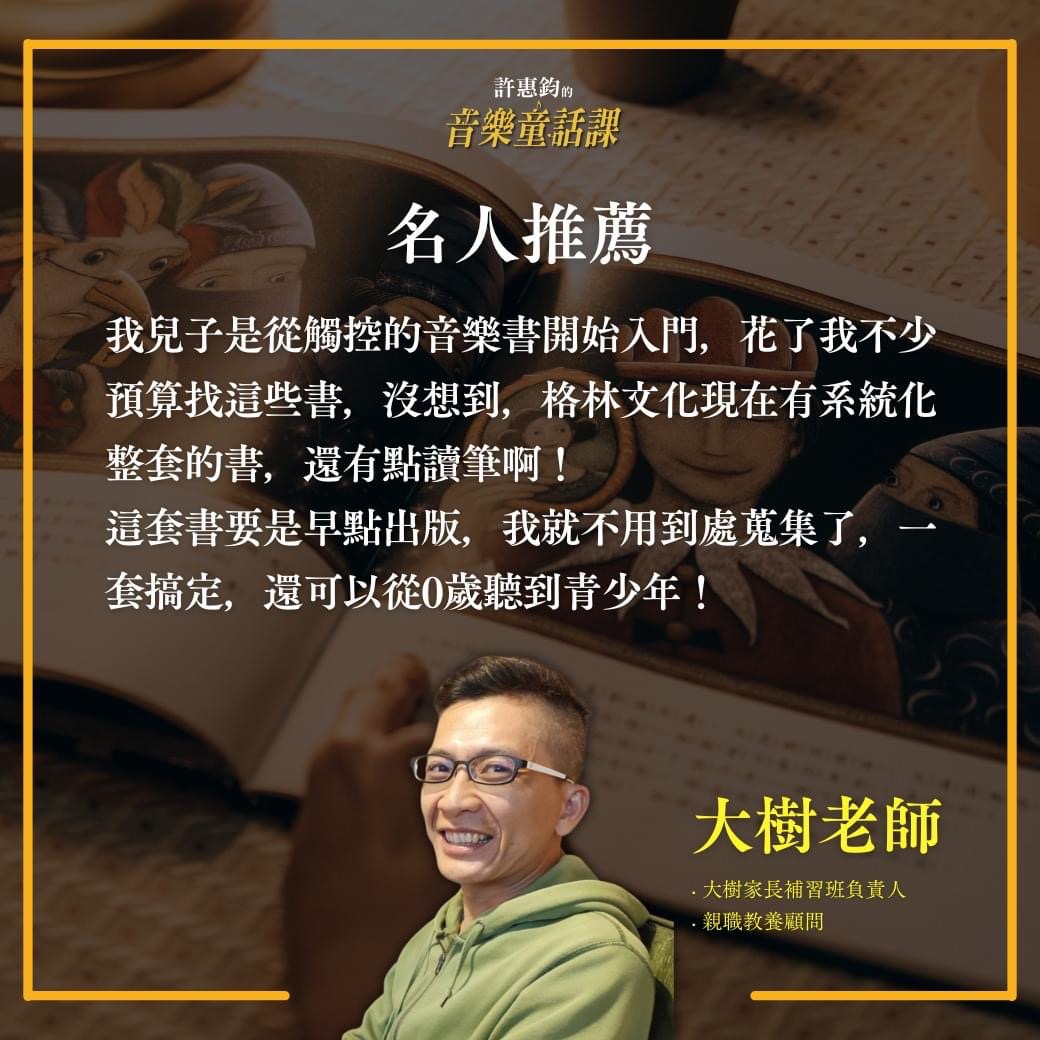 許惠鈞的
音樂童話課
名人推薦
我兒子是從觸控的音樂書開始入門，花了我不少
預算找這些書，沒想到，格林文化現在有系統化
整套的書，還有點讀筆啊！
這套書要是早點出版，我就不用到處蒐集了，一
套搞定，還可以從0歲聽到青少年！
大樹老師
．大樹家長補習班負責人
．親職教養顧問